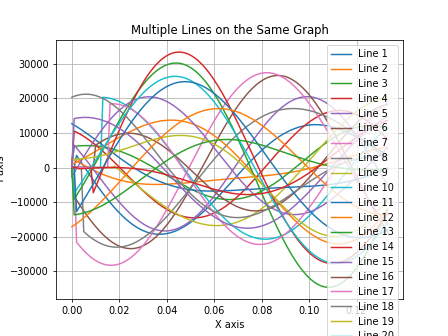 Multiple Lines on the Same Graph
30000
20000
10000
0
−10000
−20000
−30000
0.00
0.02
0.04
0.06
0.08
0.10
X axis
Line 1
Line 2
Line 3
Line 4
Line 5
Line 6
Line 7
Line 8
Line 9
Line 10
Line 11
Line 12
Line 13
Line 14
Line 15
Line 16
Line 17
Line 18
Line 19
Line 20